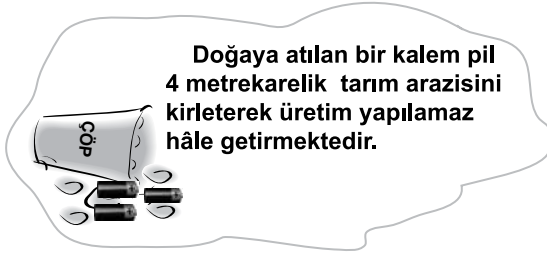 Doğaya atılan bir kalem pil
4 metrekarelik tarım arazisini
kirleterek üretim yapılamaz
hâle getirmektedir.
ÇÖP